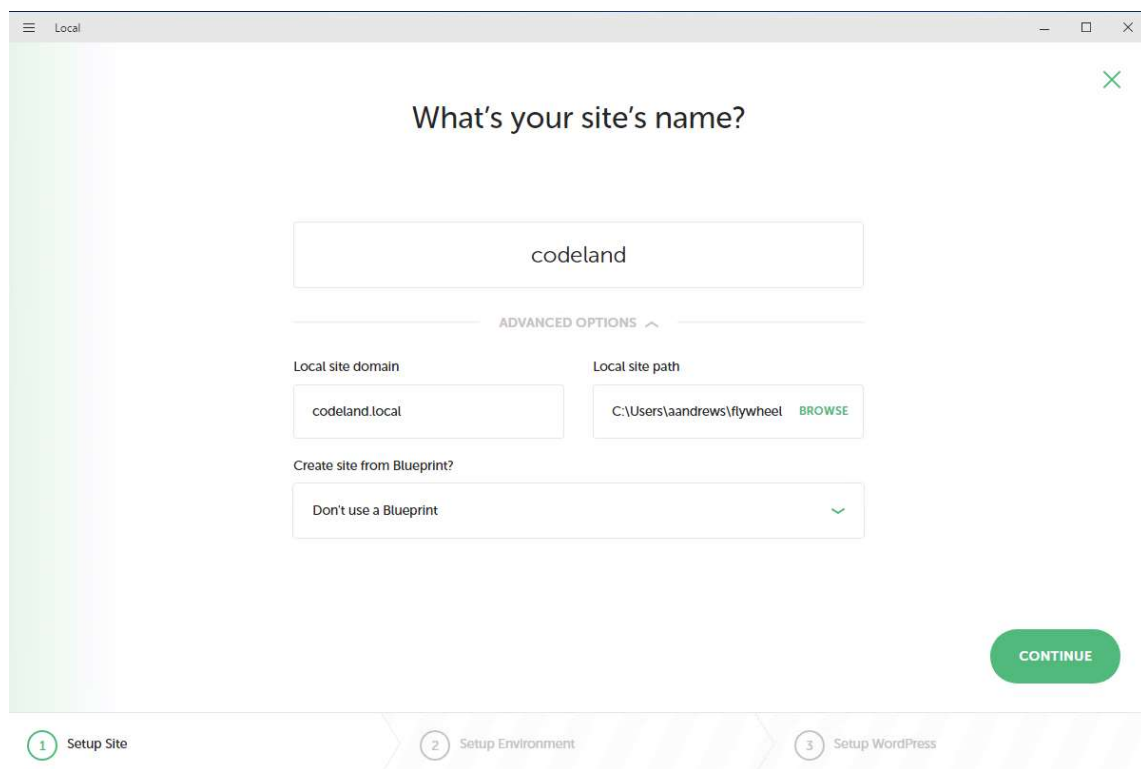 Local
What's your site's name?
codeland
ADVANCED OPTIONS
Local site domain
Local site path
codeland.local
C:\Users\aandrews\flywheel
BROWSE
Create site from Blueprint?
Don't use a Blueprint
CONTINUE
1 Setup Site
2 Setup Environment
3 Setup WordPress